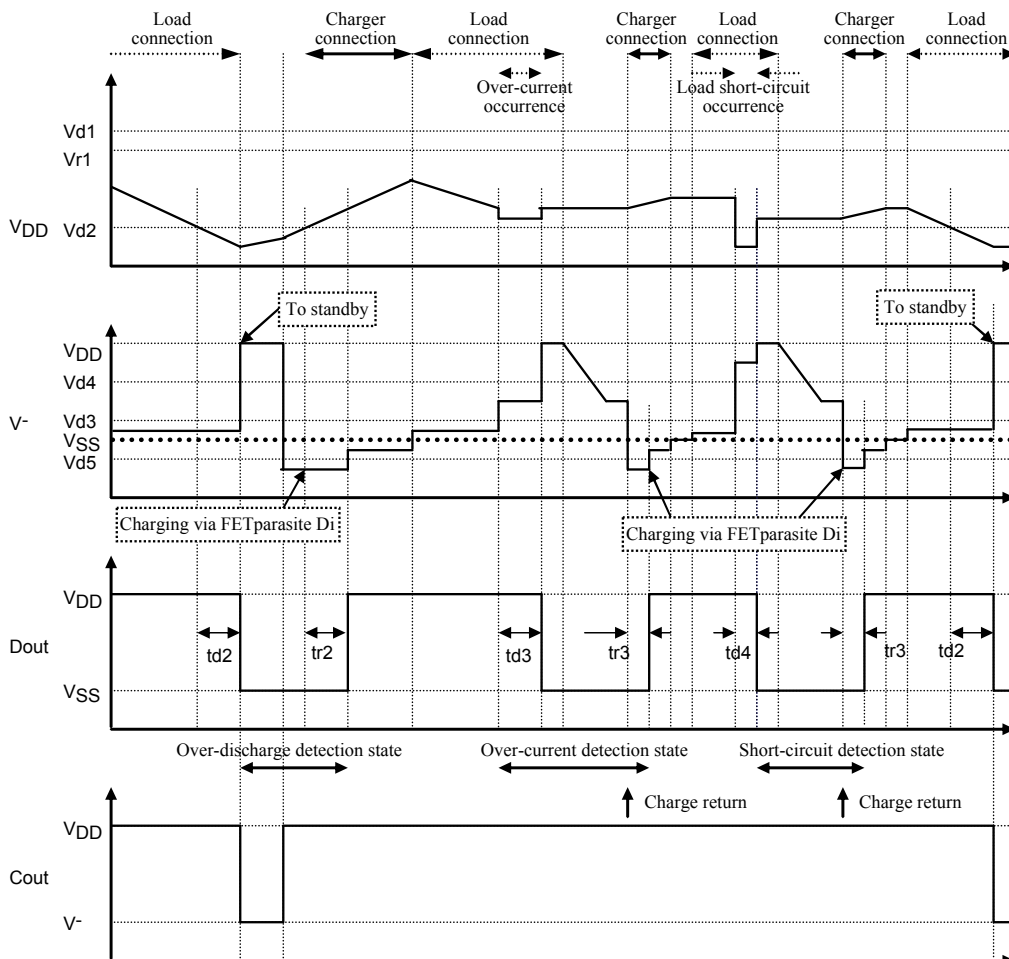 Load
connection
Charger
connection
Load
connection
Charger
connection
Load
connection
Charger
connection
Load
connection
Over-current
occurrence
Load short-circuit
occurrence
Vd1
Vr1
VDD
Vd2
To standby
To standby
VDD
Vd4
V-
Vd3
VSS
Vd5
Charging via FETparasite Di
Charging via FETparasite Di
VDD
Dout
td2
tr2
td3
tr3
td4
tr3
td2
VSS
Over-discharge detection state
Over-current detection state
Short-circuit detection state
Charge return
Charge return
VDD
Cout
V-